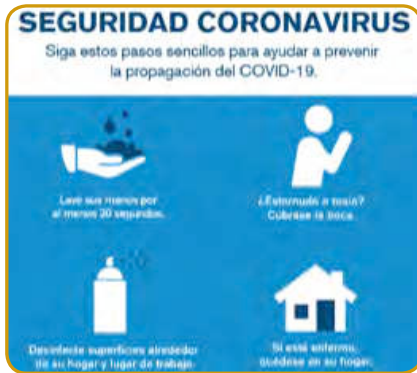 SEGURIDAD CORONAVIRUS
Siga estos pasos sencillos para ayudar a prevenir
la propagación del COVID-19.
Lave sus manos por
al menos 20 segundos.
¿Estornudo o tosío?
Cúbrase la boca.
Desinfecte superficies alrededor
de su hogar y lugar de trabajo.
Si está enfermo,
quédese en su hogar.